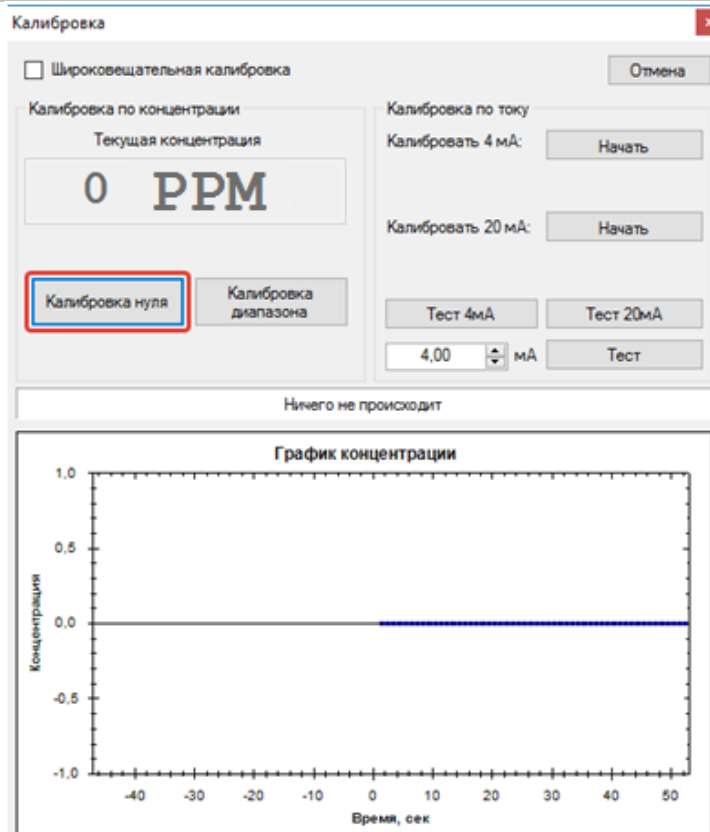 Калибровка
Широковещательная калибровка
Отмена
Калибровка по концентрации
Текущая концентрация
0 PPM
Калибровка нуля
Калибровка
диапазона
Калибровка по току
Калибровать 4 мА:
Начать
Калибровать 20 мА:
Начать
Тест 4мА
Тест 20мА
4,00
мА
Тест
Ничего не происходит
График концентрации
Концентрация
1,0
0,5
0,0
-0,5
-1,0
-40 -30 -20 -10 0 10 20 30 40 50
Время, сек